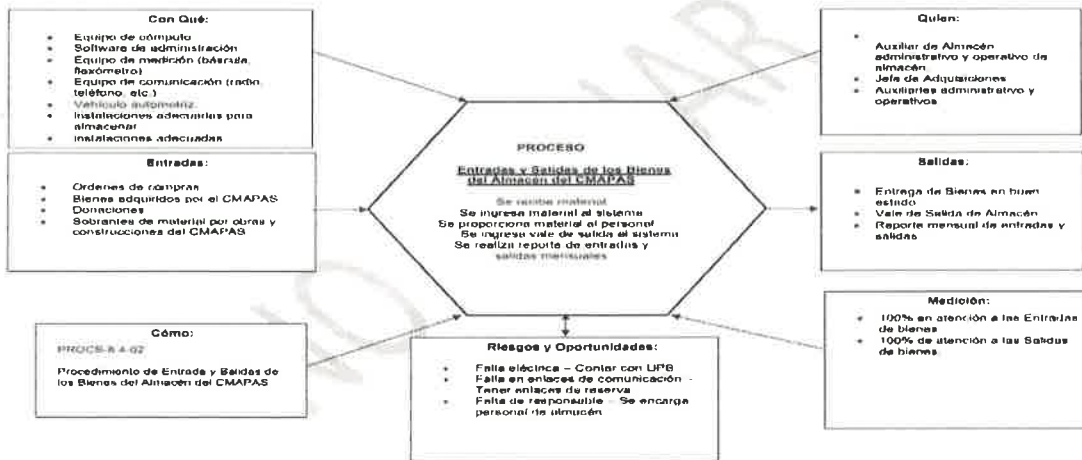 Con Qué:
• Equipo de cómputo
• Software de administración
• Equipo de medición (báscula,
flexómetro)
• Equipo de comunicación (radio,
teléfono, etc.)
• Vehículo automotriz.
• Instalaciones adecuadas para
almacenar
• Instalaciones adecuadas
Entradas:
• Ordenes de compras
• Bienes adquiridos por el CMAPAS
• Donaciones
• Sobrantes de material por obras y
construcciones del CMAPAS
Cómo:
PROCS-8.4-02
Procedimiento de Entrada y Salidas de
los Bienes del Almacén del CMAPAS
PROCESO
Entradas y Salidas de los Bienes
del Almacén del CMAPAS
Se recibe material
Se ingresa material al sistema
Se proporciona material al personal
Se ingresa vale de salida al sistema
Se realiza reporte de entradas y
salidas mensuales
Riesgos y Oportunidades:
• Falla eléctrica – Contar con UPS
• Falla en enlaces de comunicación -
Tener enlaces de reserva
• Falta de responsable – Se encarga
personal de almacén
Quien:
•
Auxiliar de Almacén
administrativo y operativo de
almacén
• Jefa de Adquisiciones
• Auxiliares administrativo y
operativos
Salidas:
• Entrega de Bienes en buen
estado
• Vale de Salida de Almacén
• Reporte mensual de entradas y
salidas
Medición:
• 100% en atención a las Entradas
de bienes
• 100% de atención a las Salidas
de bienes